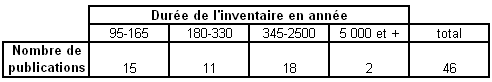 Durée de l'inventaire en année
95-165 180-330 345-2500 5 000 et + total
Nombre de
publications 15 11 18 2 46